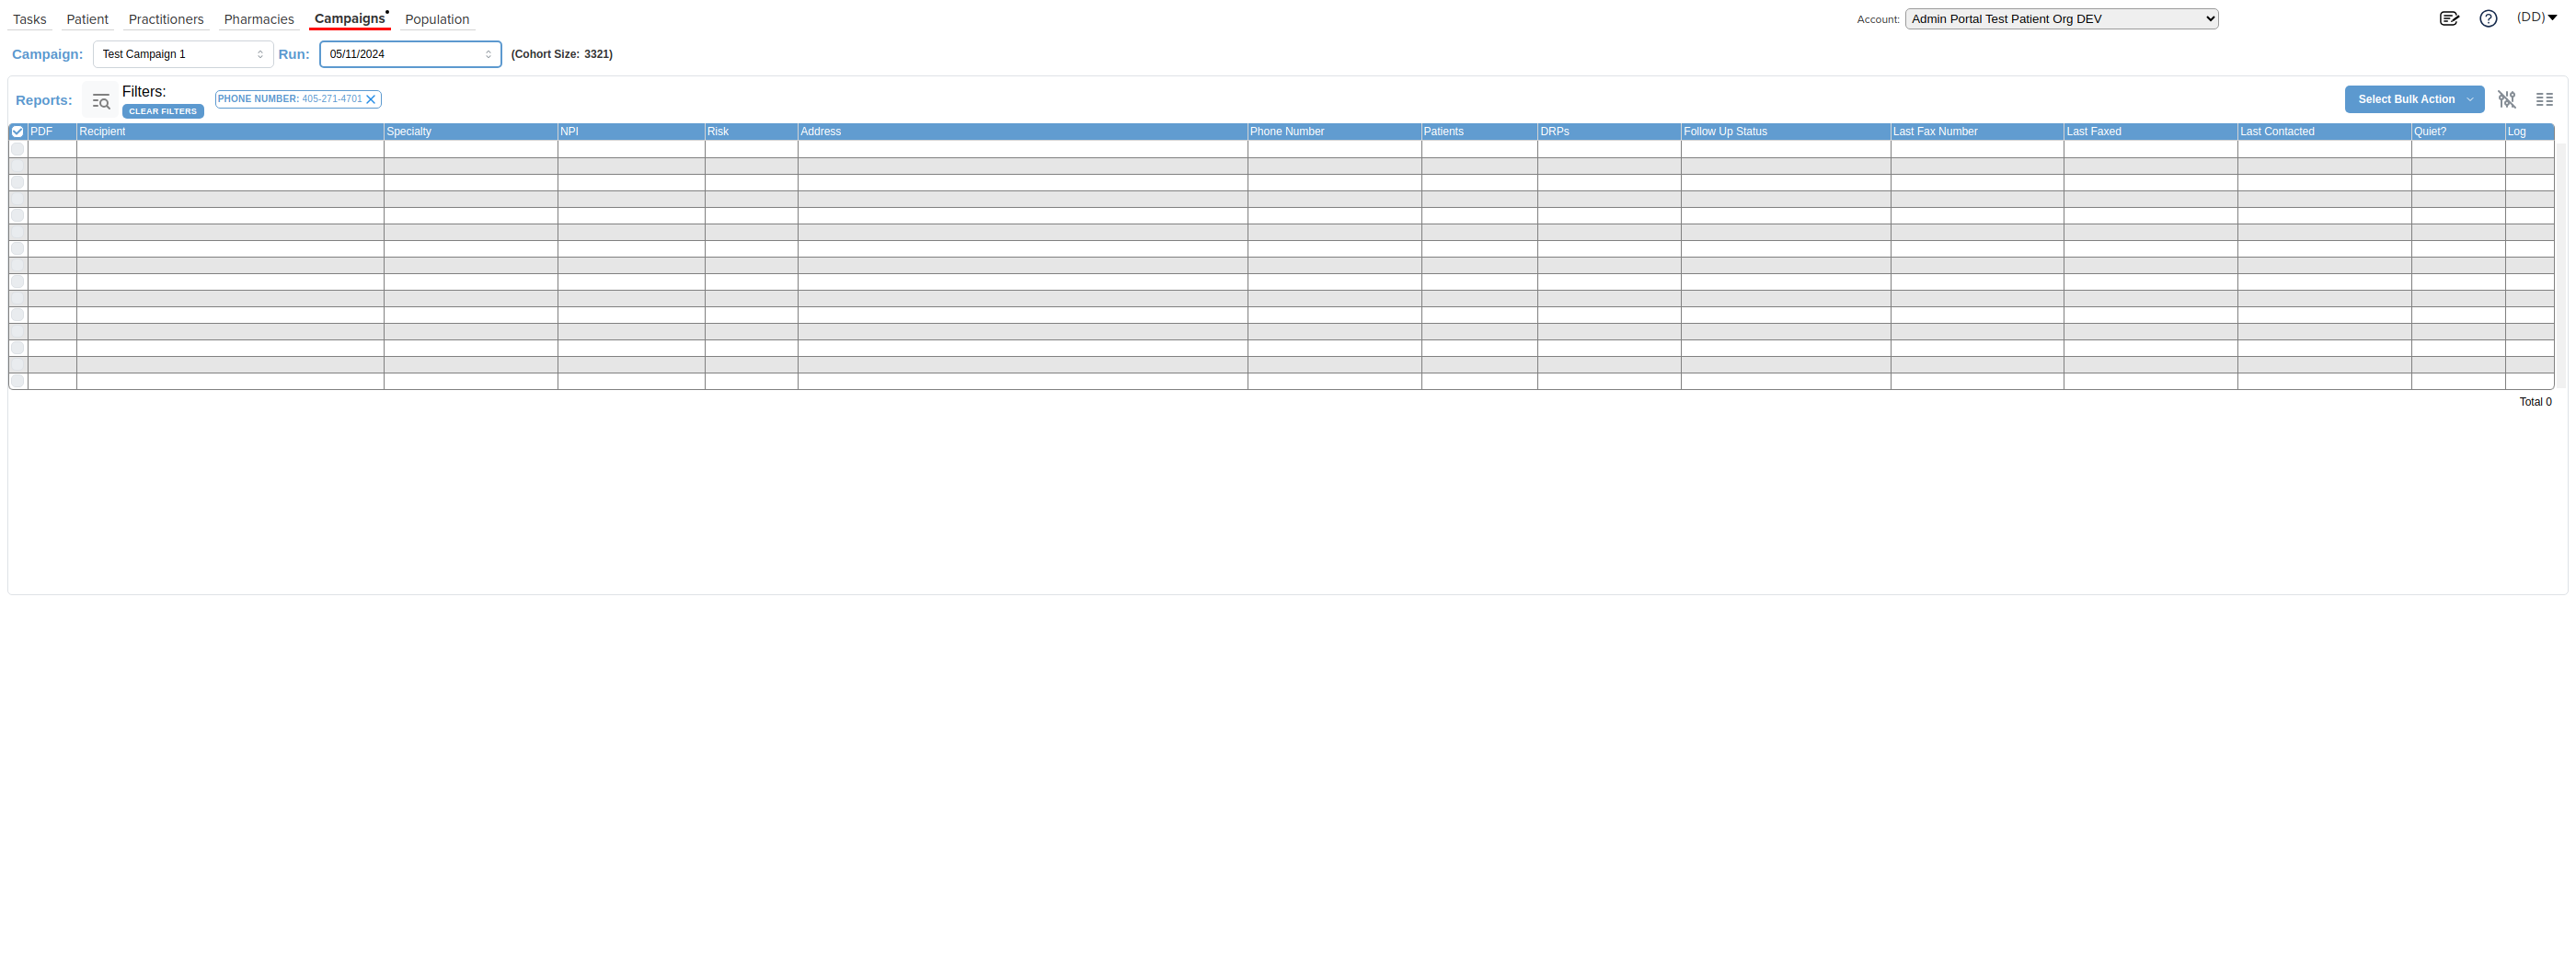 Tasks Patient Practitioners Pharmacies Campaigns Population Account: Admin Portal Test Patient Org DEV (DD)
Campaign: Test Campaign 1 Run: 05/11/2024 (Cohort Size: 3321)
Reports: Filters: CLEAR FILTERS PHONE NUMBER: 405-271-4701 Select Bulk Action
PDF Recipient Specialty NPI Risk Address Phone Number Patients DRPs Follow Up Status Last Fax Number Last Faxed Last Contacted Quiet? Log
Total 0